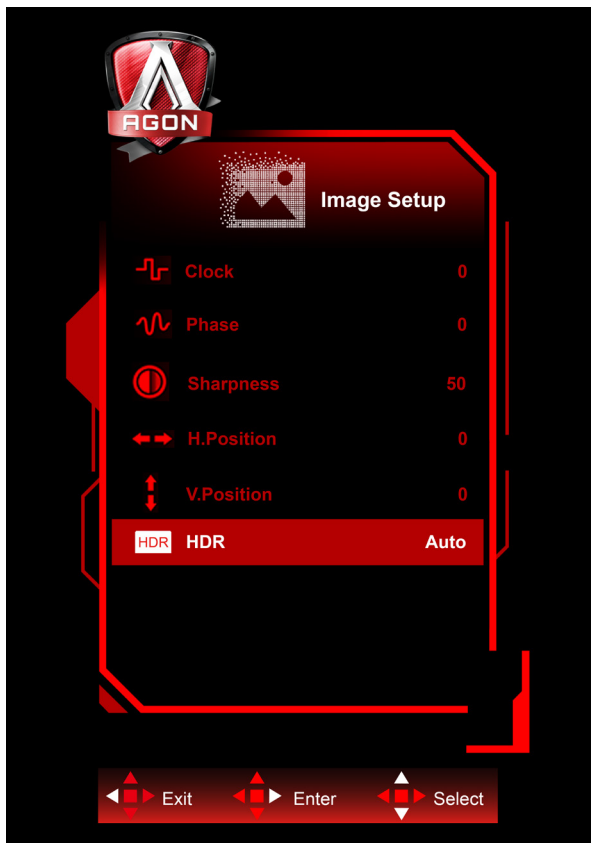 AGON
Image Setup
Clock 0
Phase 0
Sharpness 50
H.Position 0
V.Position 0
HDR HDR Auto
Exit Enter Select